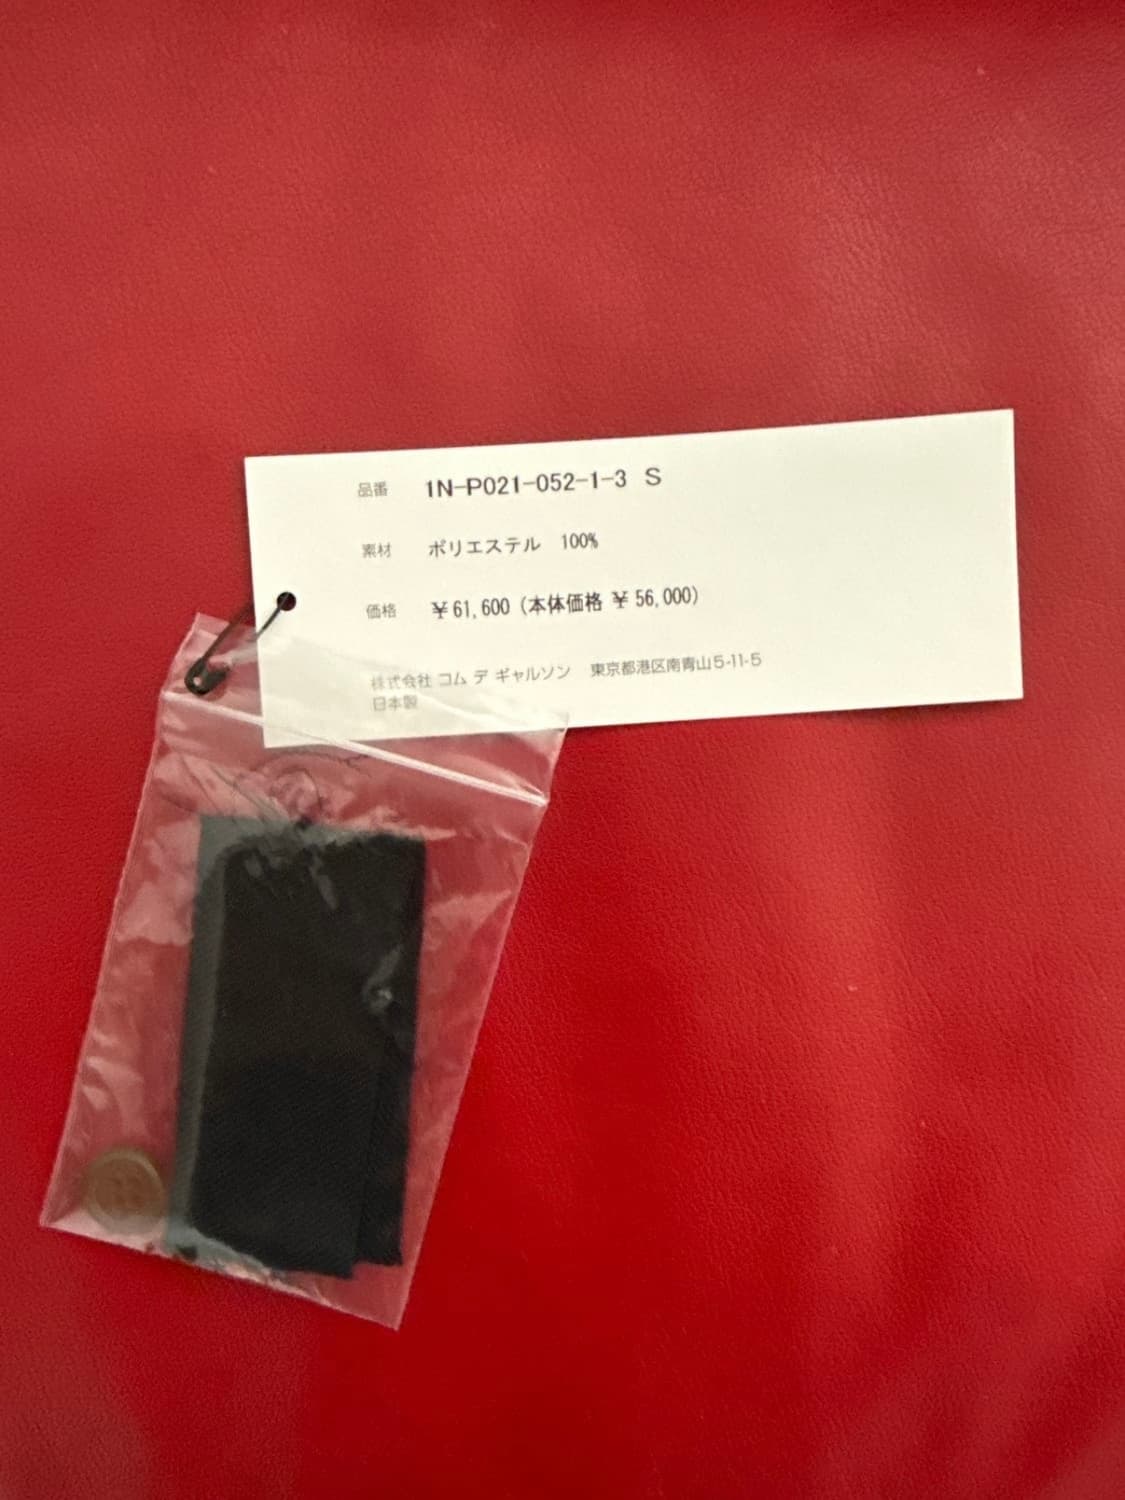 品番 1N-P021-052-1-3 S
素材 ポリエステル 100%
価格 ¥61,600 (本体価格 ¥56,000)
株式会社 コム デ ギャルソン 東京都港区南青山5-11-5
日本製